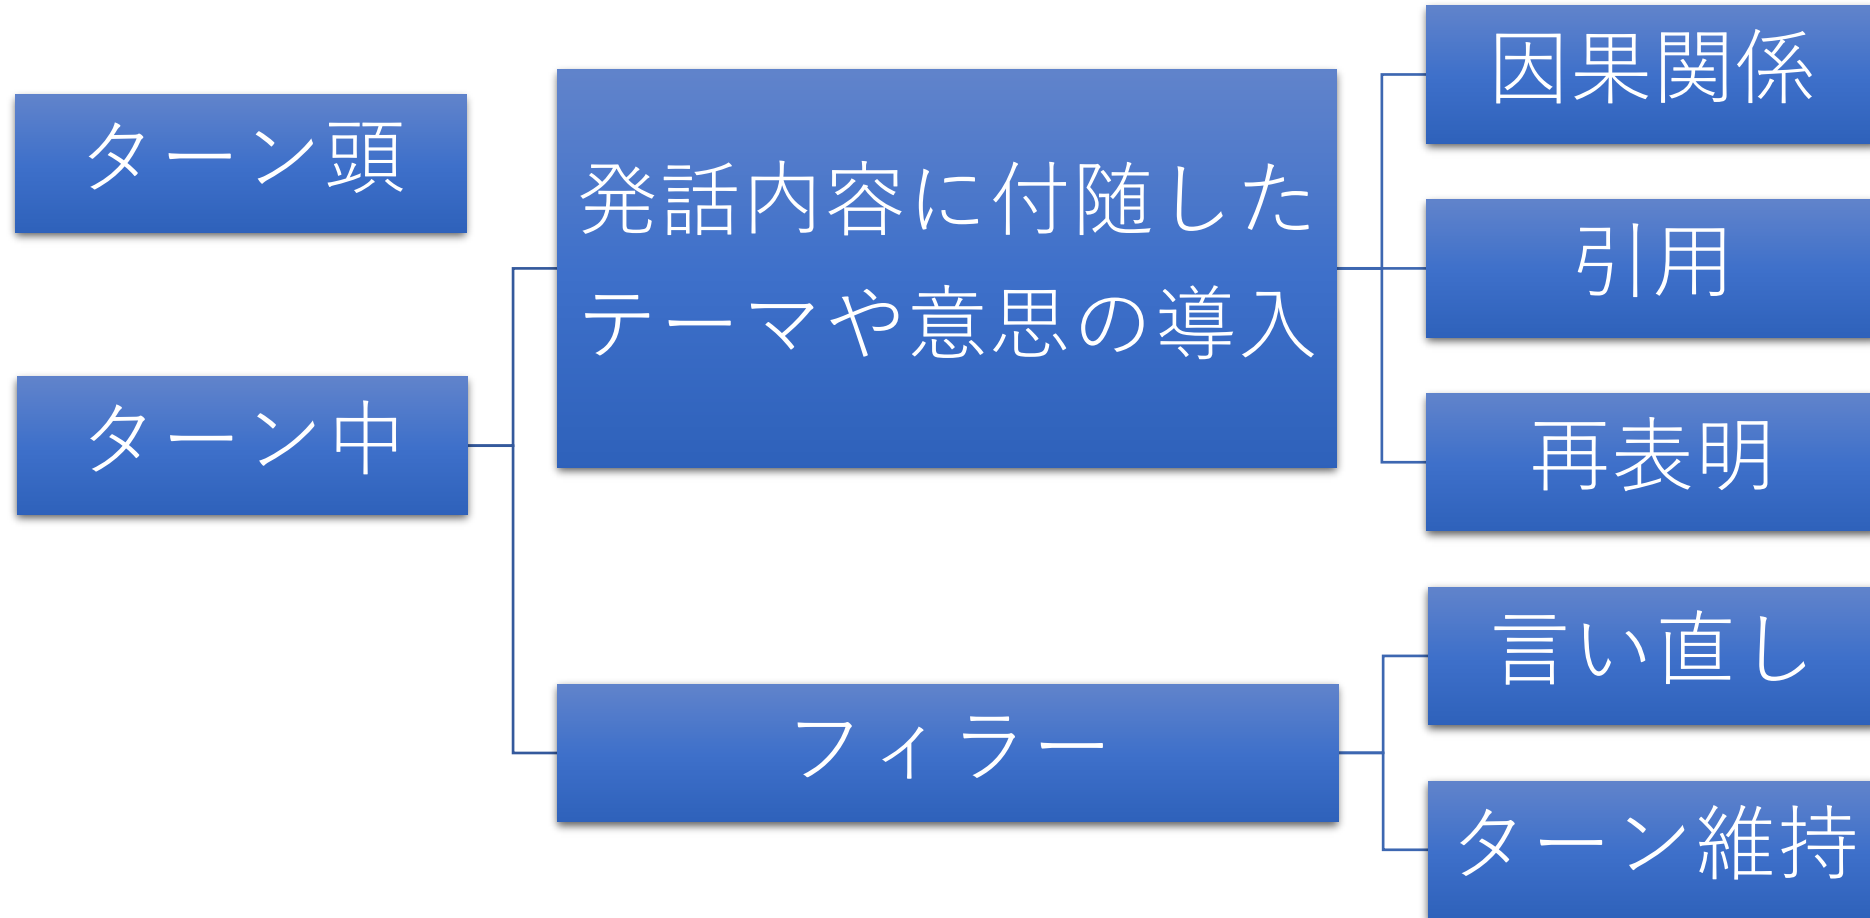 ターン頭
ターン中
発話内容に付随した
テーマや意思の導入
フィラー
因果関係
引用
再表明
言い直し
ターン維持